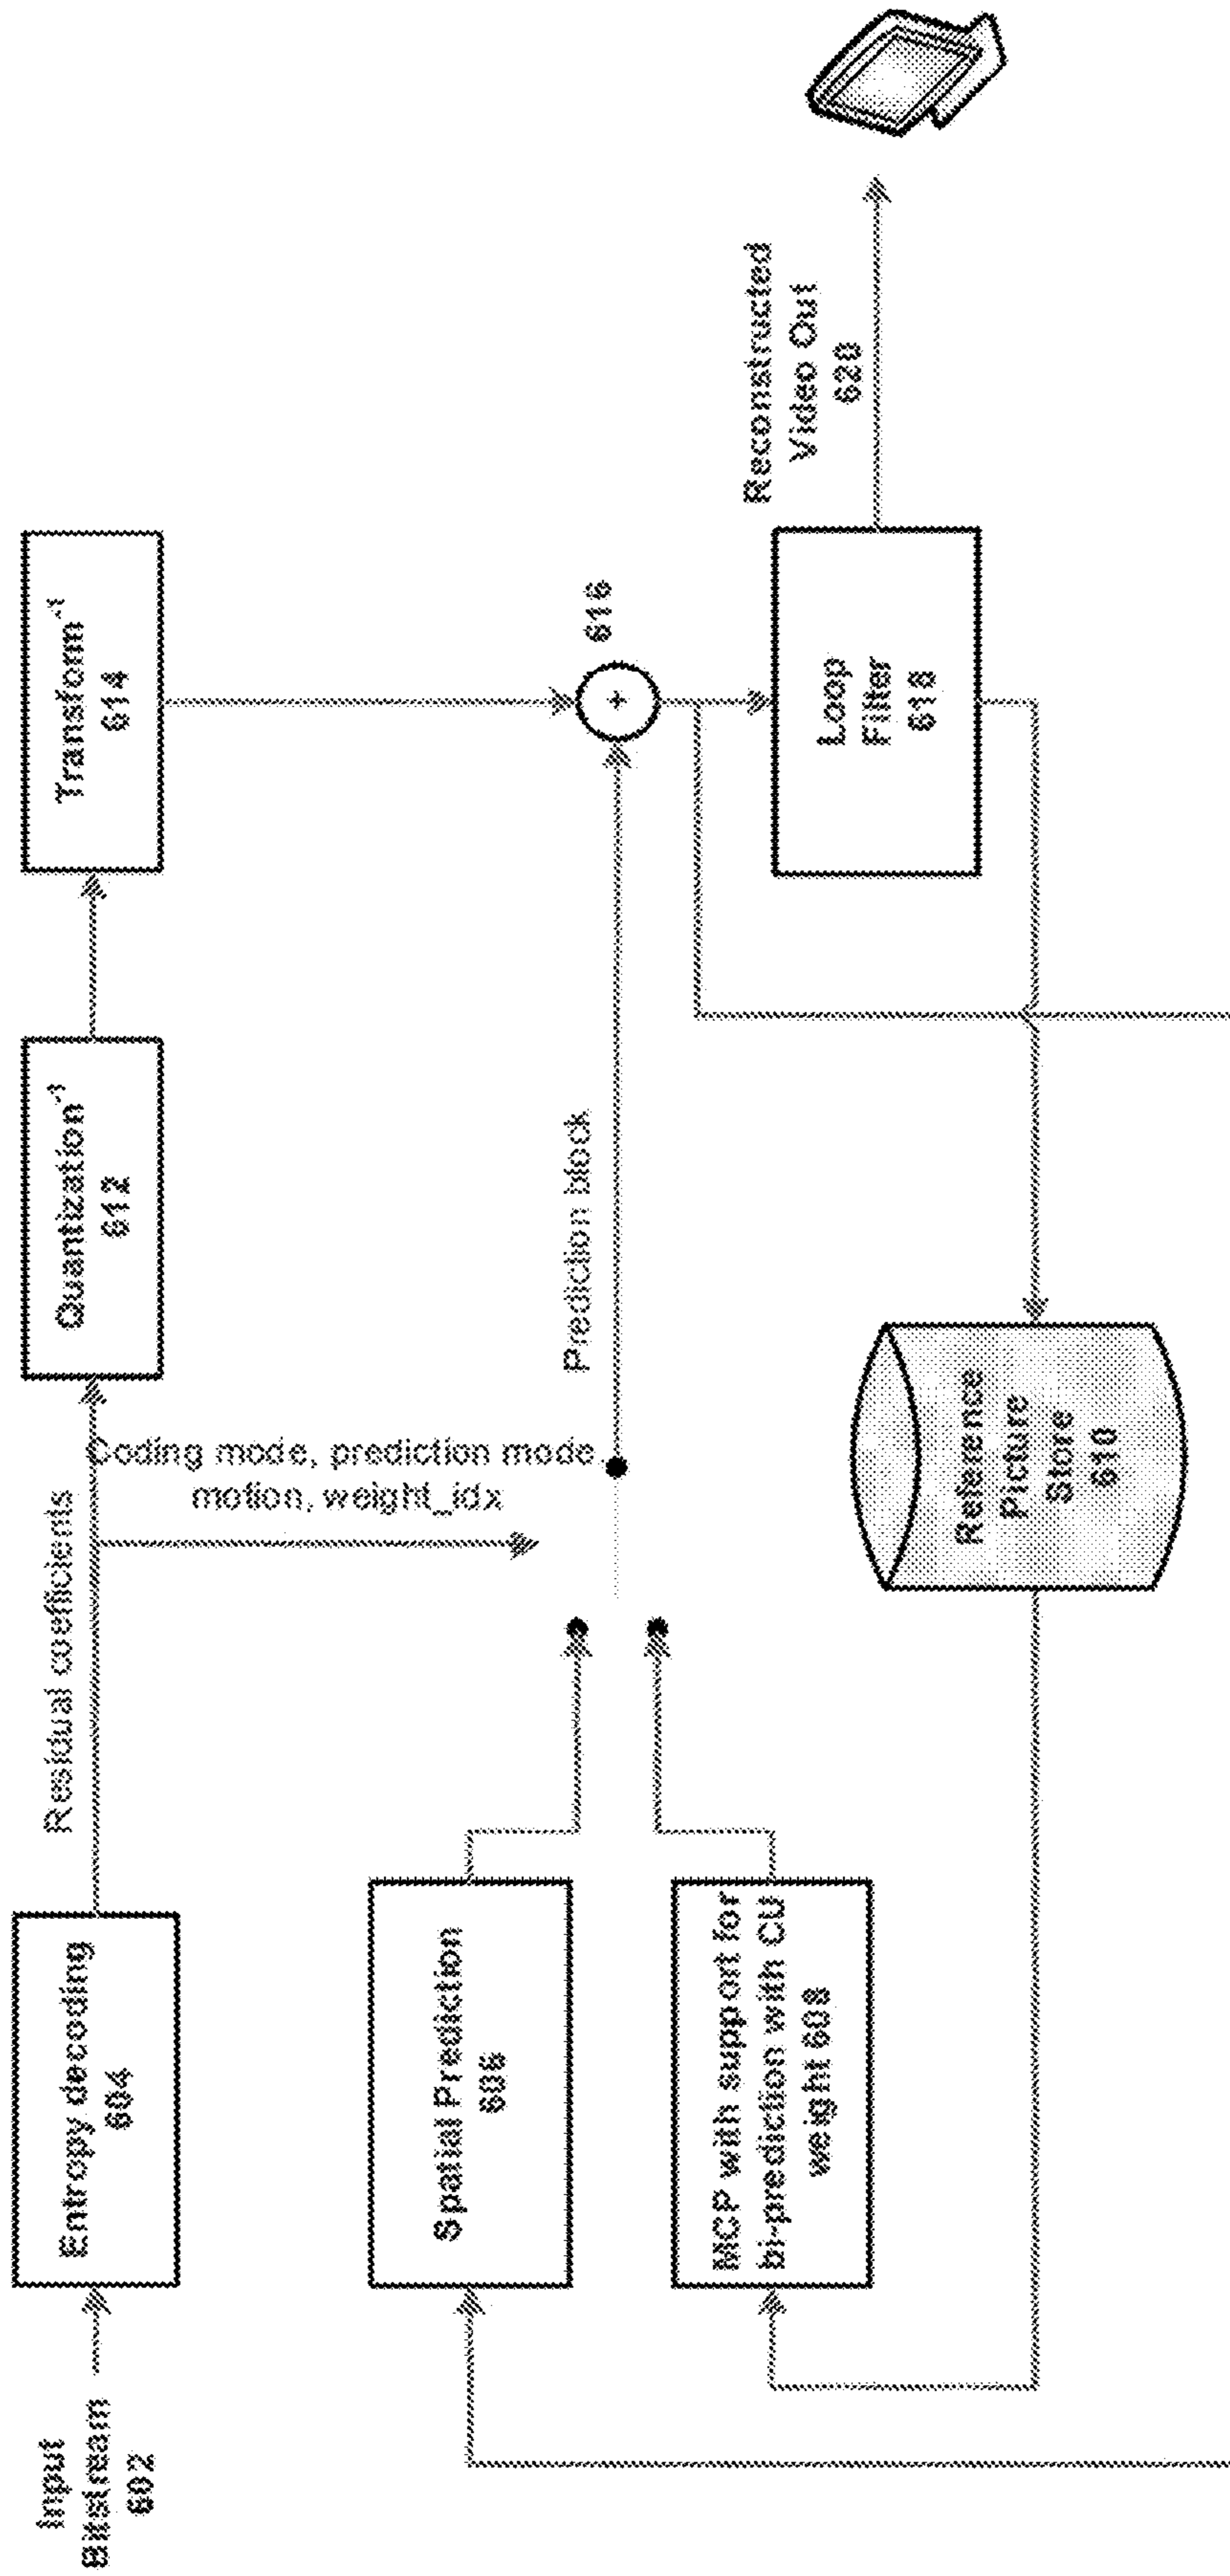 Input
Bitstream
602
Entropy decoding
604
Residual coefficients
Quantization-1
612
Transform-1
614
Coding mode, prediction mode
motion, weight_idx
Spatial Prediction
606
MCP with support for
bi-prediction with CU
weight 608
Prediction block
616
+
Loop
Filter
618
Reconstructed
Video Out
620
Reference
Picture
Store
610